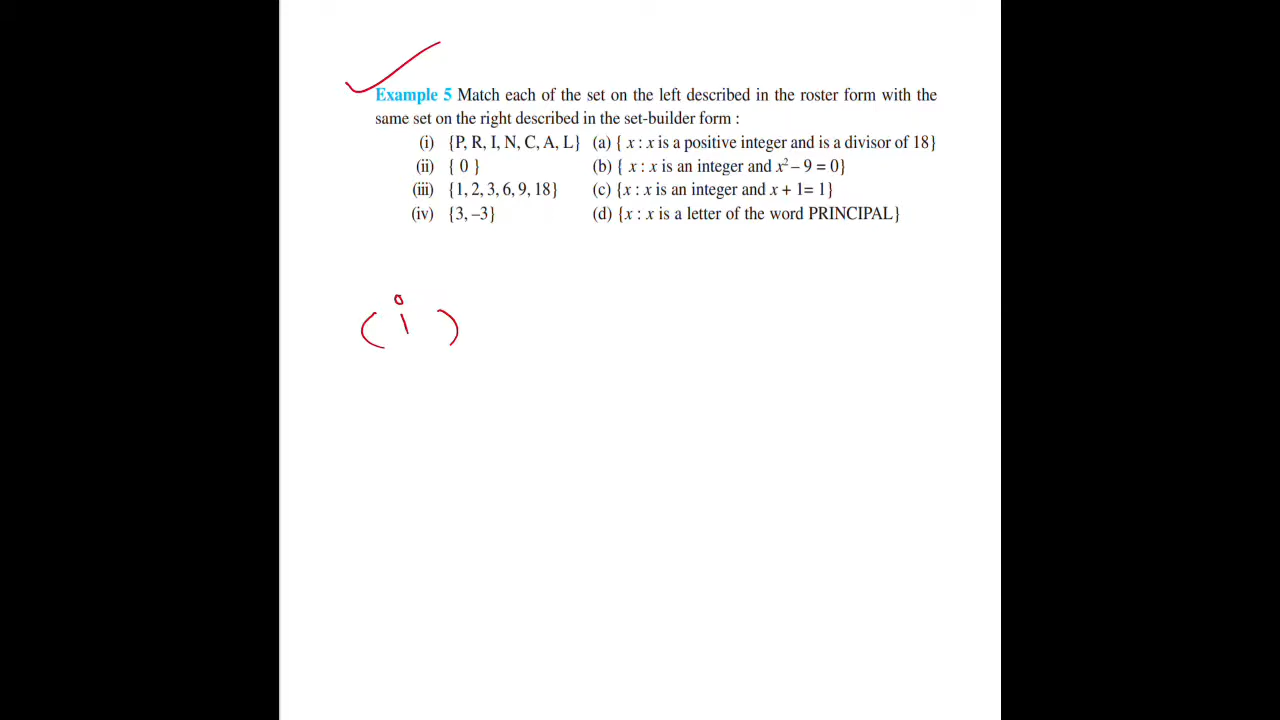 Example 5 Match each of the set on the left described in the roster form with the
same set on the right described in the set-builder form :
(i) {P, R, I, N, C, A, L} (a) { x : x is a positive integer and is a divisor of 18}
(ii) { 0 } (b) { x : x is an integer and x² – 9 = 0}
(iii) {1, 2, 3, 6, 9, 18} (c) {x : x is an integer and x + 1= 1}
(iv) {3, –3} (d) {x : x is a letter of the word PRINCIPAL}
(i)